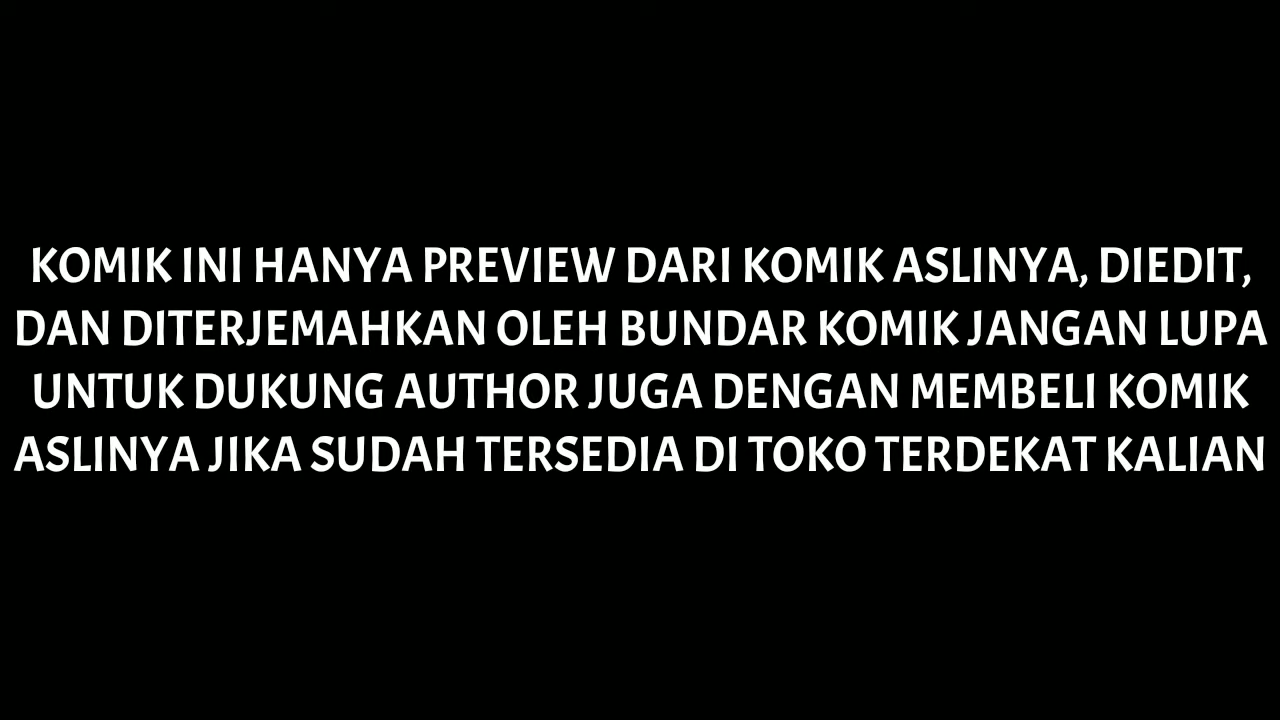 KOMIK INI HANYA PREVIEW DARI KOMIK ASLINYA, DIEDIT,
DAN DITERJEMAHKAN OLEH BUNDAR KOMIK JANGAN LUPA
UNTUK DUKUNG AUTHOR JUGA DENGAN MEMBELI KOMIK
ASLINYA JIKA SUDAH TERSEDIA DI TOKO TERDEKAT KALIAN